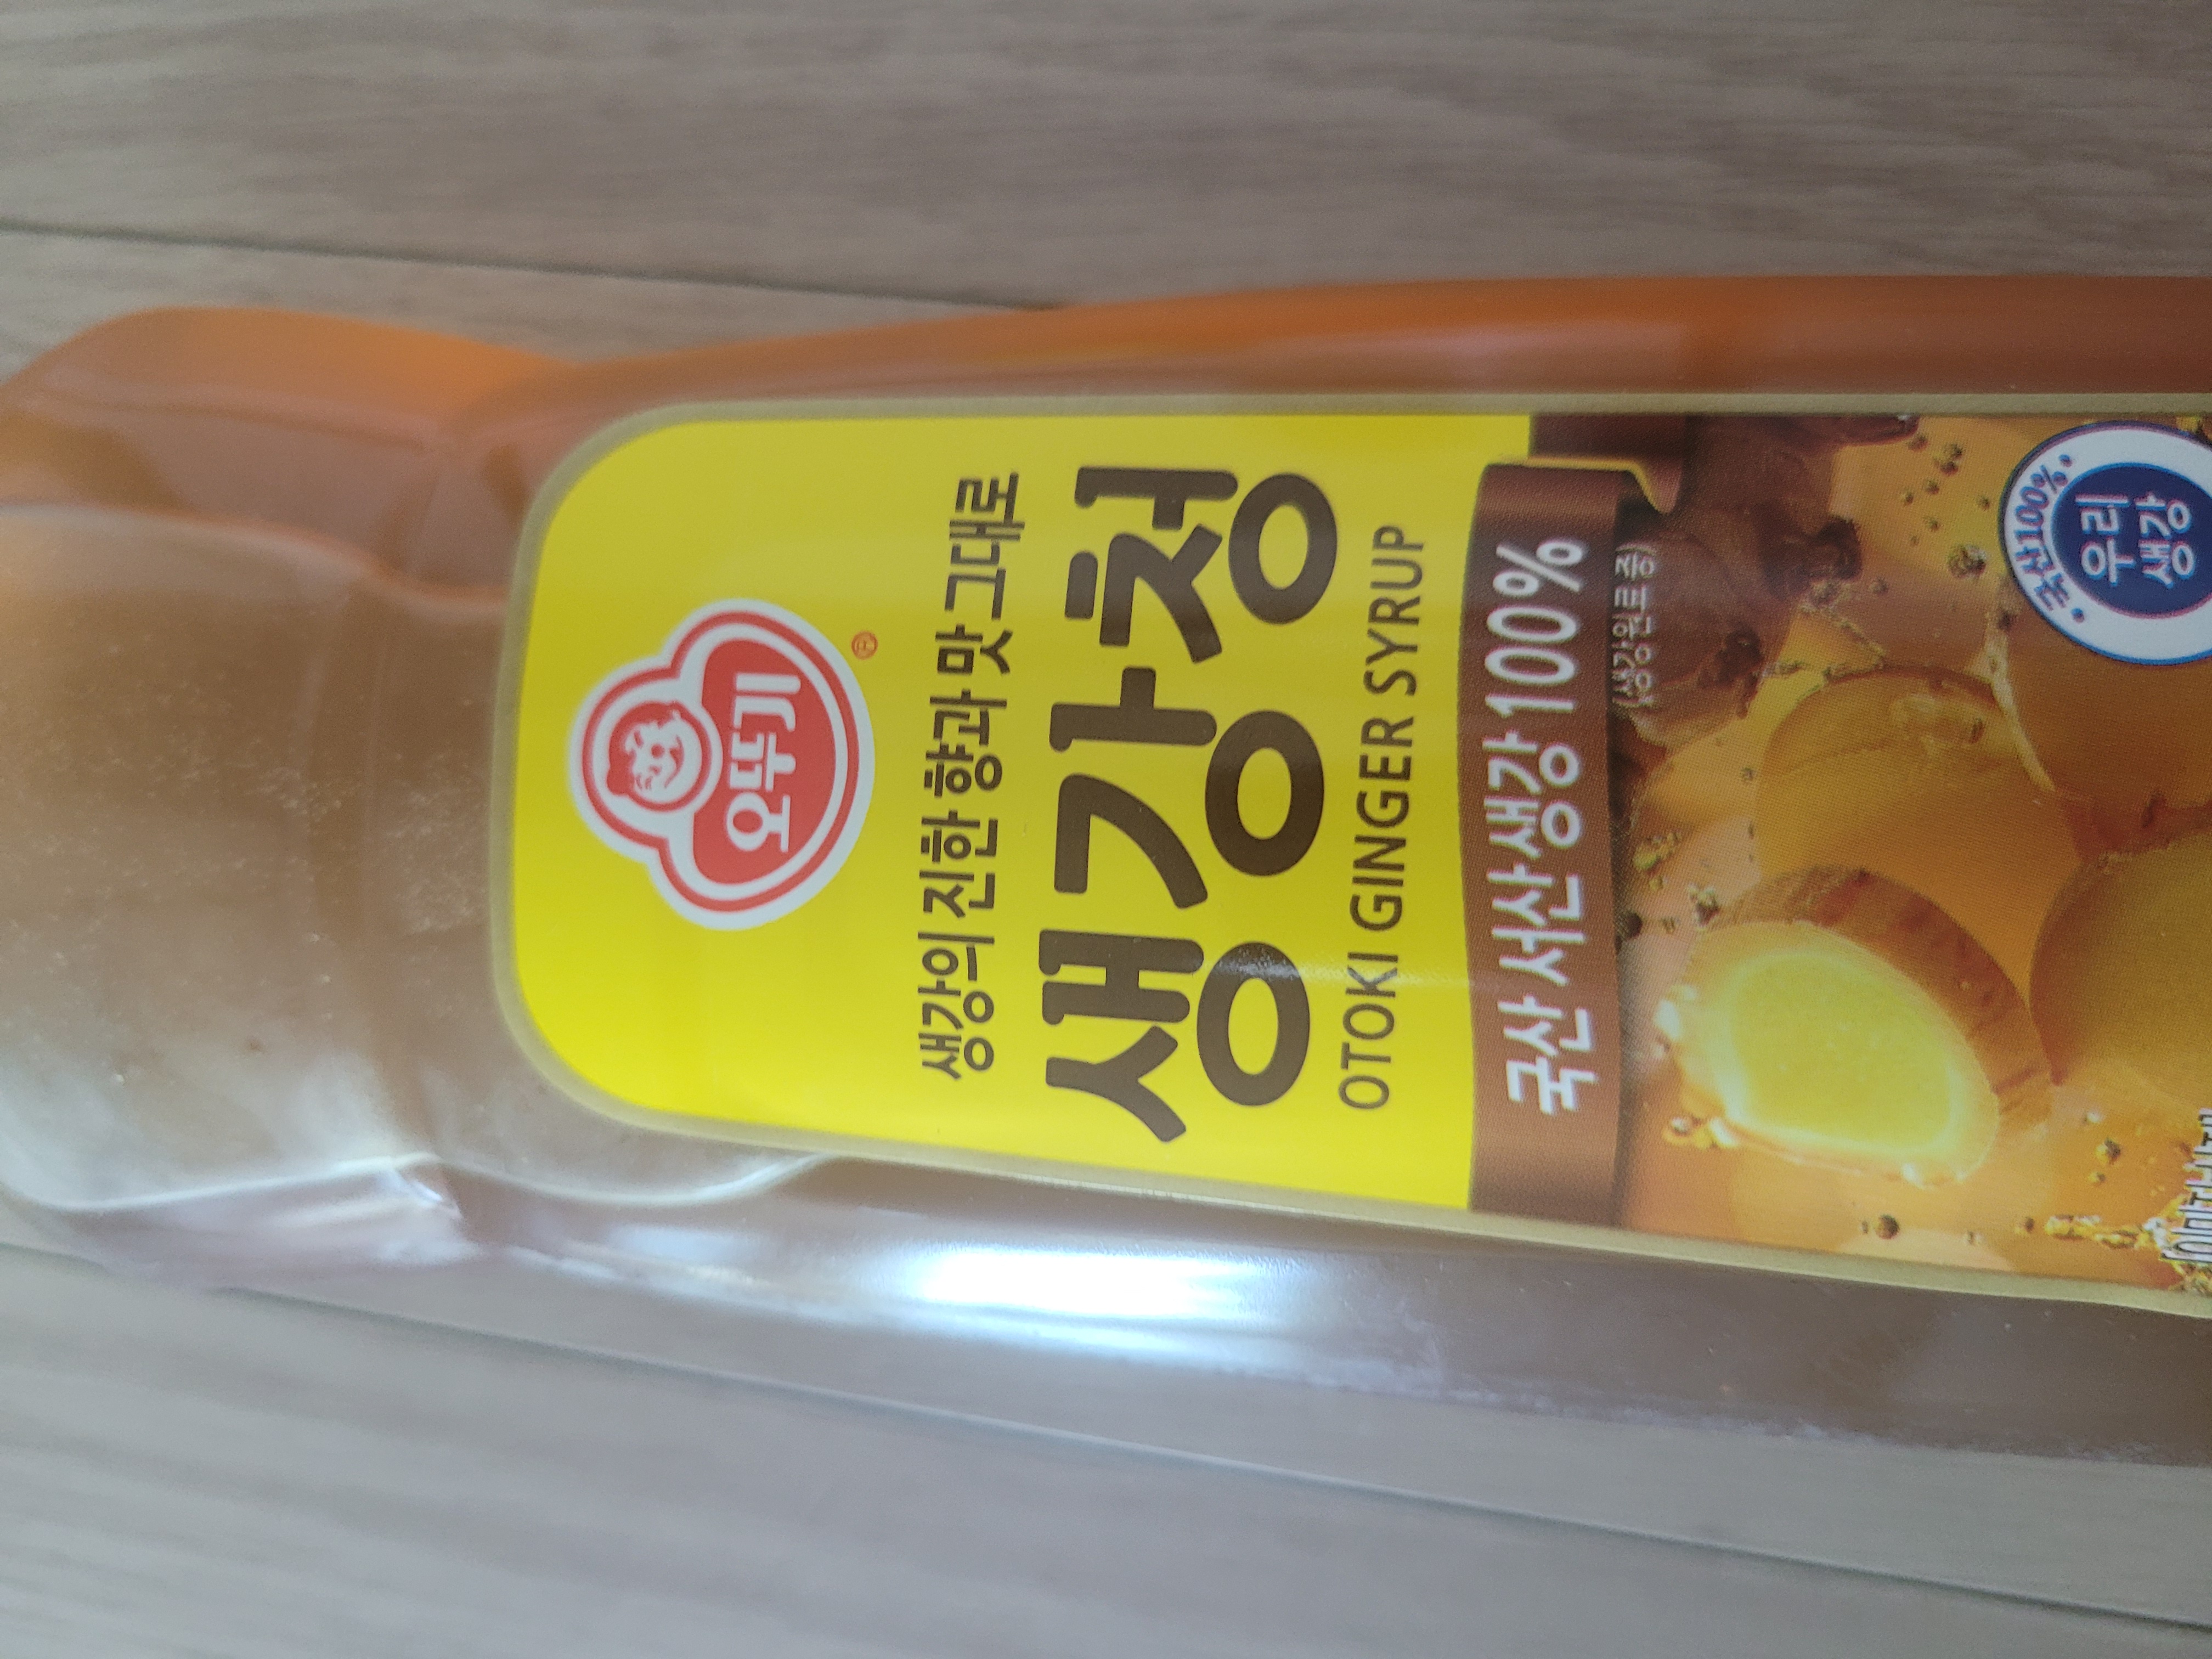 오뚜기
®
생강의 진한 향과 맛 그대로
생강청
OTOKI GINGER SYRUP
국산 서산생강 100%
(생강원료 중)
국산100%
우리
생강